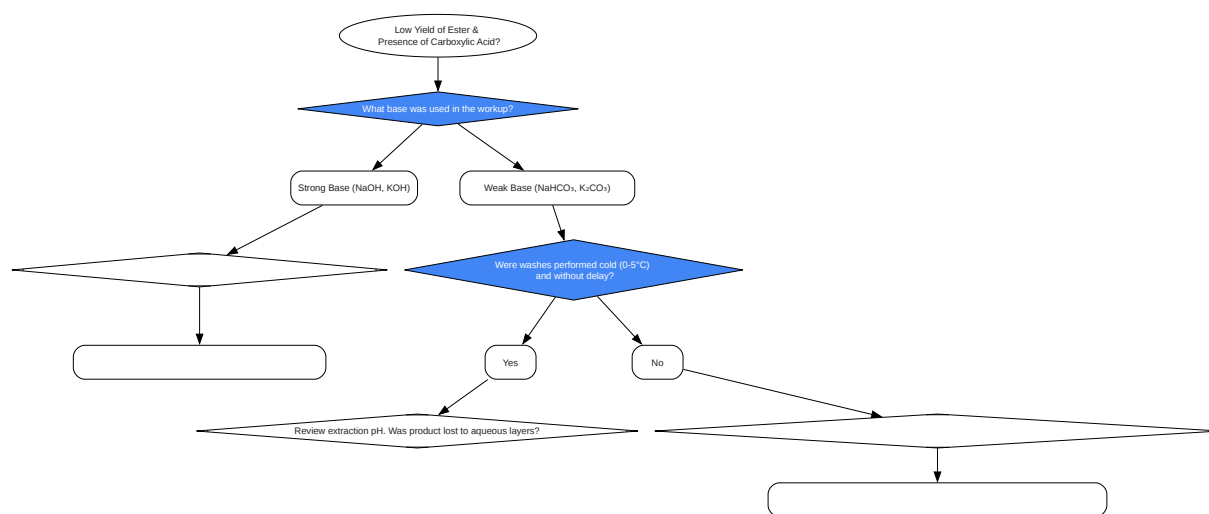 Low Yield of Ester &
Presence of Carboxylic Acid?
What base was used in the workup?
Strong Base (NaOH, KOH)
Weak Base (NaHCO₃, K₂CO₃)
Were washes performed cold (0-5°C)
and without delay?
Yes
No
Review extraction pH. Was product lost to aqueous layers?